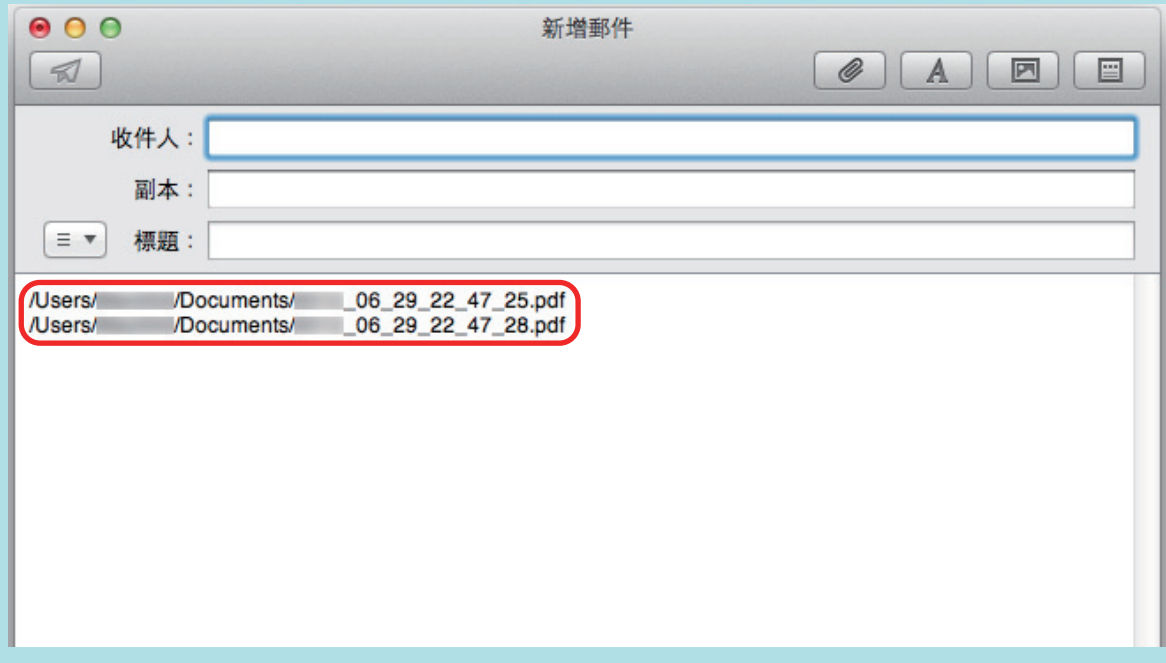 新增郵件
收件人：
副本：
標題：
/Users/ /Documents/ _06_29_22_47_25.pdf
/Users/ /Documents/ _06_29_22_47_28.pdf